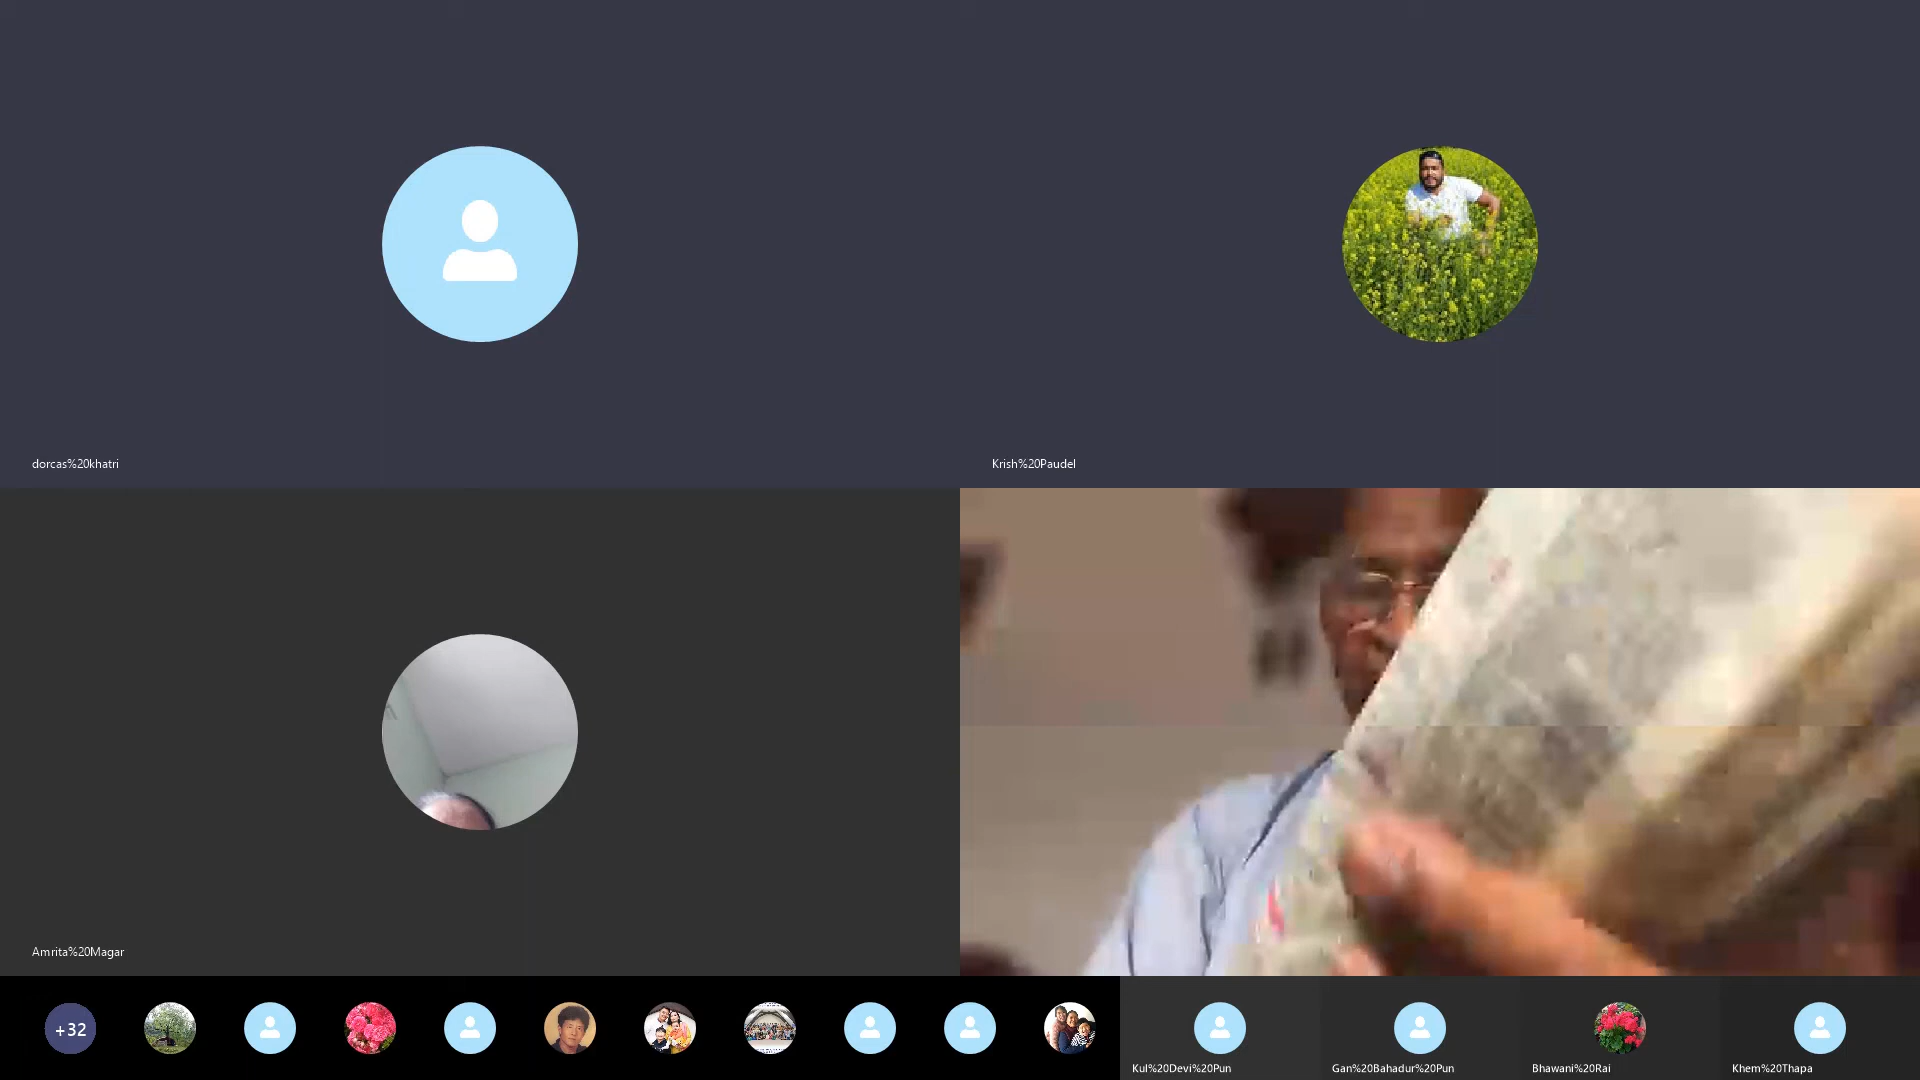 dorcas%20khatri
Krish%20Paudel
Amrita%20Magar
+32
Kul%20Devi%20Pun
Gan%20Bahadur%20Pun
Bhawani%20Rai
Khem%20Thapa